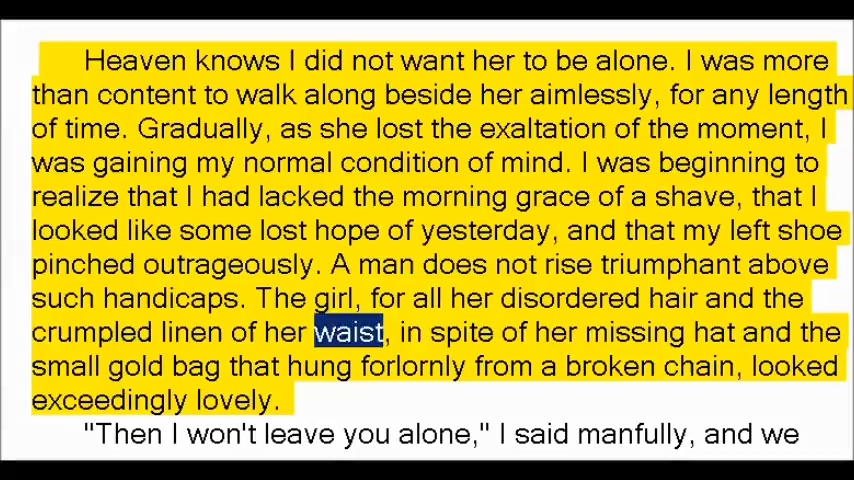 Heaven knows I did not want her to be alone. I was more
than content to walk along beside her aimlessly, for any length
of time. Gradually, as she lost the exaltation of the moment, I
was gaining my normal condition of mind. I was beginning to
realize that I had lacked the morning grace of a shave, that I
looked like some lost hope of yesterday, and that my left shoe
pinched outrageously. A man does not rise triumphant above
such handicaps. The girl, for all her disordered hair and the
crumpled linen of her waist, in spite of her missing hat and the
small gold bag that hung forlornly from a broken chain, looked
exceedingly lovely.
"Then I won't leave you alone," I said manfully, and we